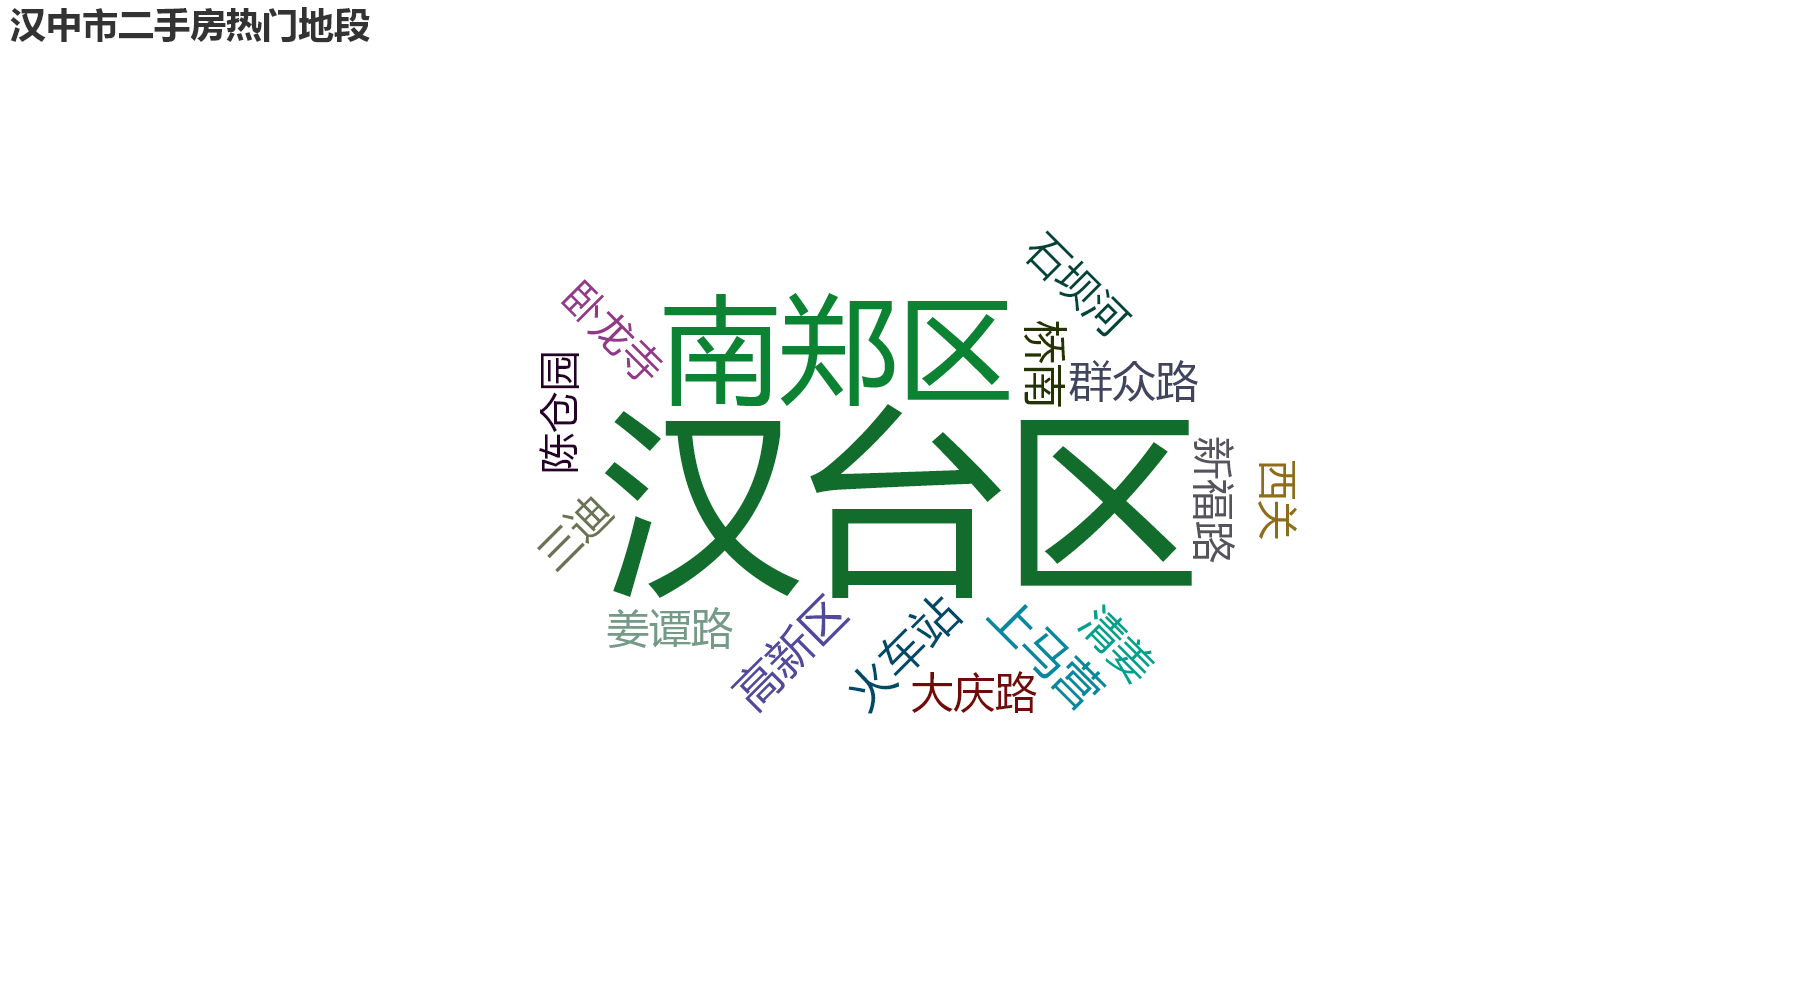 汉中市二手房热门地段
石坝河
卧龙寺
南郑区
桥南
群众路
陈仓园
汉台区
新福路
西关
三迪
姜谭路
高新区
火车站
大庆路
上马营
清姜